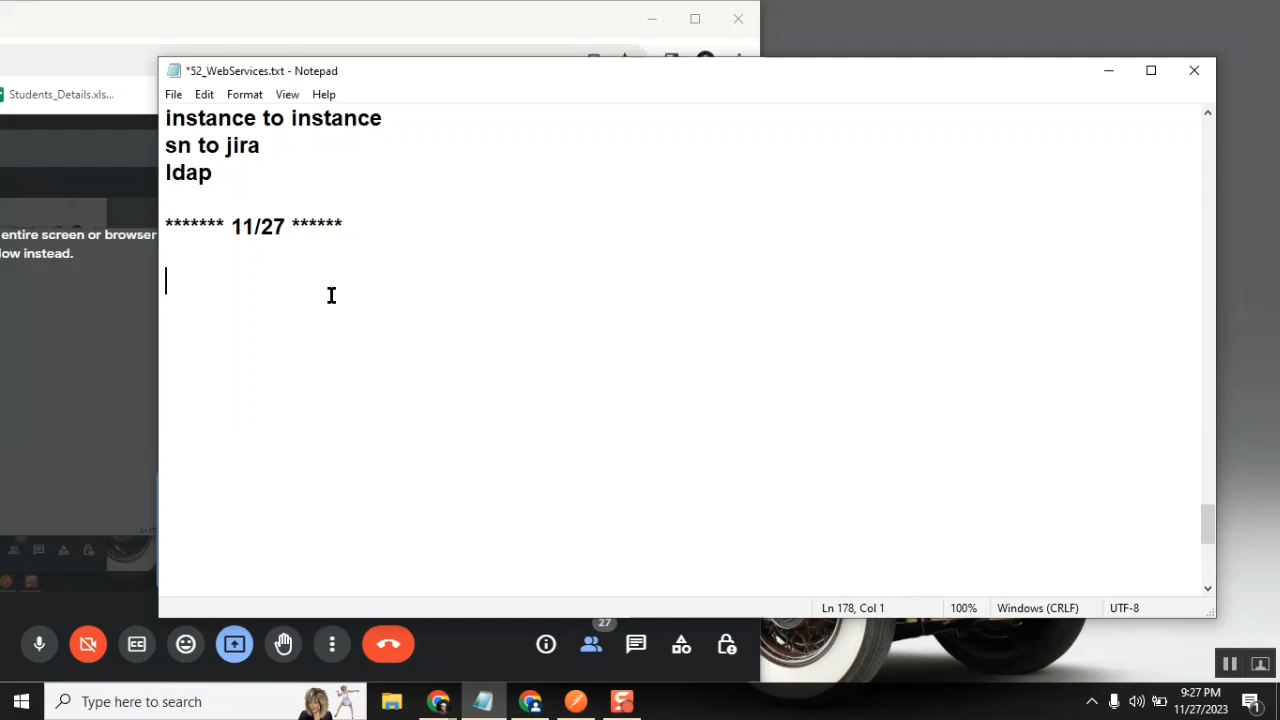 *52_WebServices.txt - Notepad
Students_Details.xls...
File Edit Format View Help
instance to instance
sn to jira
ldap
******* 11/27 ******
entire screen or browser
low instead.
Ln 178, Col 1
100%
Windows (CRLF)
UTF-8
27
Type here to search
9:27 PM
11/27/2023
1